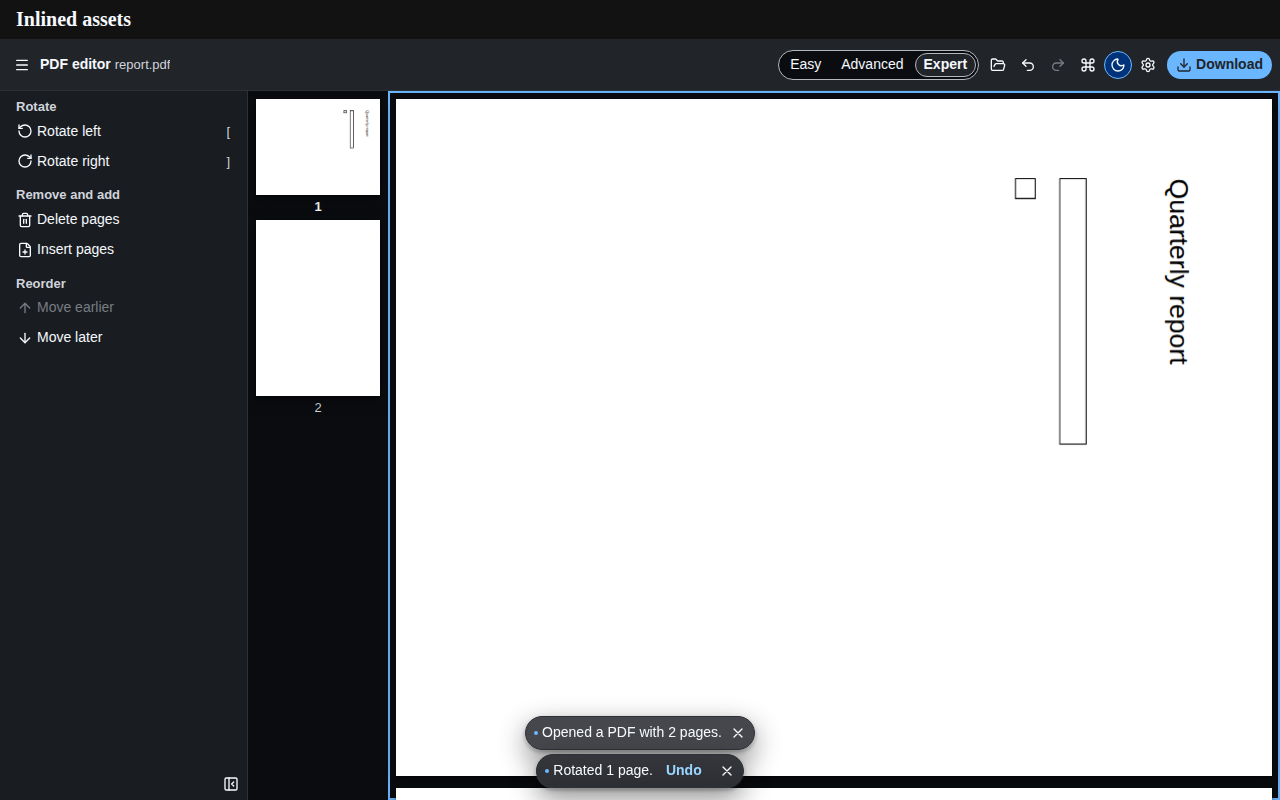 Inlined assets
PDF editor report.pdf
Easy Advanced Expert
Download
Rotate
Rotate left [
Rotate right ]
Remove and add
Delete pages
Insert pages
Reorder
Move earlier
Move later
Quarterly report
1
2
Quarterly report
Opened a PDF with 2 pages.
Rotated 1 page. Undo